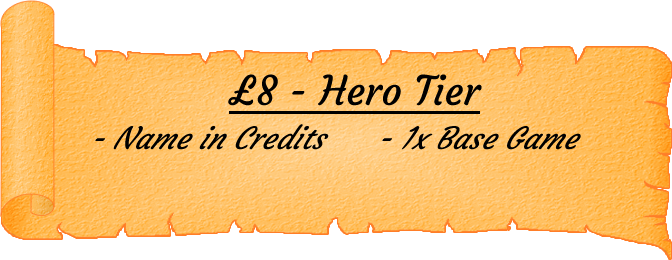 £8 - Hero Tier
- Name in Credits - 1x Base Game